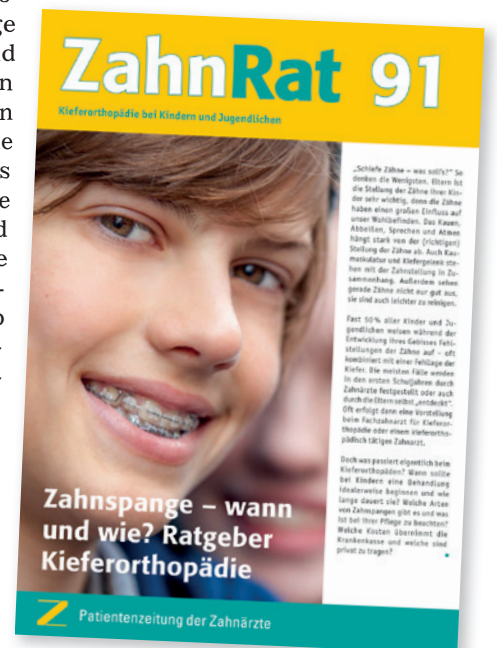 ge
d
n
n
e
s
e
d
e
-
o
.
ZahnRat 91
Kieferorthopädie bei Kindern und Jugendlichen
„Schiefe Zähne – was soll’s?“ So
denken die Wenigsten. Eltern ist
die Stellung der Zähne ihrer Kin-
der sehr wichtig, denn die Zähne
haben einen großen Einfluss auf
unser Wohlbefinden. Das Kauen,
Abbeißen, Sprechen und Atmen
hängt stark von der (richtigen)
Stellung der Zähne ab. Auch Kau-
muskulatur und Kiefergelenk ste-
hen mit der Zahnstellung in Zu-
sammenhang. Außerdem sehen
gerade Zähne nicht nur gut aus,
sie sind auch leichter zu reinigen.
Fast 50 % aller Kinder und Ju-
gendlichen weisen während der
Entwicklung ihres Gebisses Fehl-
stellungen der Zähne auf – oft
kombiniert mit einer Fehllage der
Kiefer. Die meisten Fälle werden
in den ersten Schuljahren durch
Zahnärzte festgestellt oder auch
durch die Eltern selbst „entdeckt“.
Oft erfolgt dann eine Vorstellung
beim Fachzahnarzt für Kieferor-
thopädie oder einem kieferortho-
pädisch tätigen Zahnarzt.
Doch was passiert eigentlich beim
Kieferorthopäden? Wann sollte
bei Kindern eine Behandlung
idealerweise beginnen und wie
lange dauert sie? Welche Arten
von Zahnspangen gibt es und was
ist bei ihrer Pflege zu beachten?
Welche Kosten übernimmt die
Krankenkasse und welche sind
privat zu tragen?
Zahnspange – wann
und wie? Ratgeber
Kieferorthopädie
Patientenzeitung der Zahnärzte